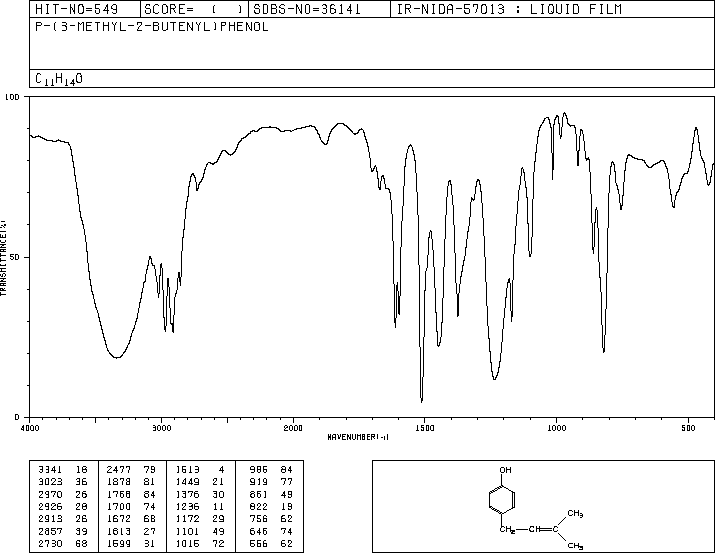 HIT-NO=549 SCORE= ( ) SDBS-NO=36141 IR-NIDA-57013 : LIQUID FILM
P-(3-METHYL-2-BUTENYL)PHENOL
C11H14O
100
50
0
TRANSMITTANCE(%)
4000 3000 2000 1500 1000 500
WAVENUMBER(-1)
3341 18 2477 79 1513 4 986 84
3023 36 1878 81 1449 21 919 77
2970 26 1768 84 1376 30 861 49
2926 28 1700 74 1236 11 822 19
2913 26 1672 68 1172 29 756 62
2857 39 1613 27 1101 49 646 74
2730 68 1599 31 1016 72 556 62
OH
CH3
CH2 CH
CH3